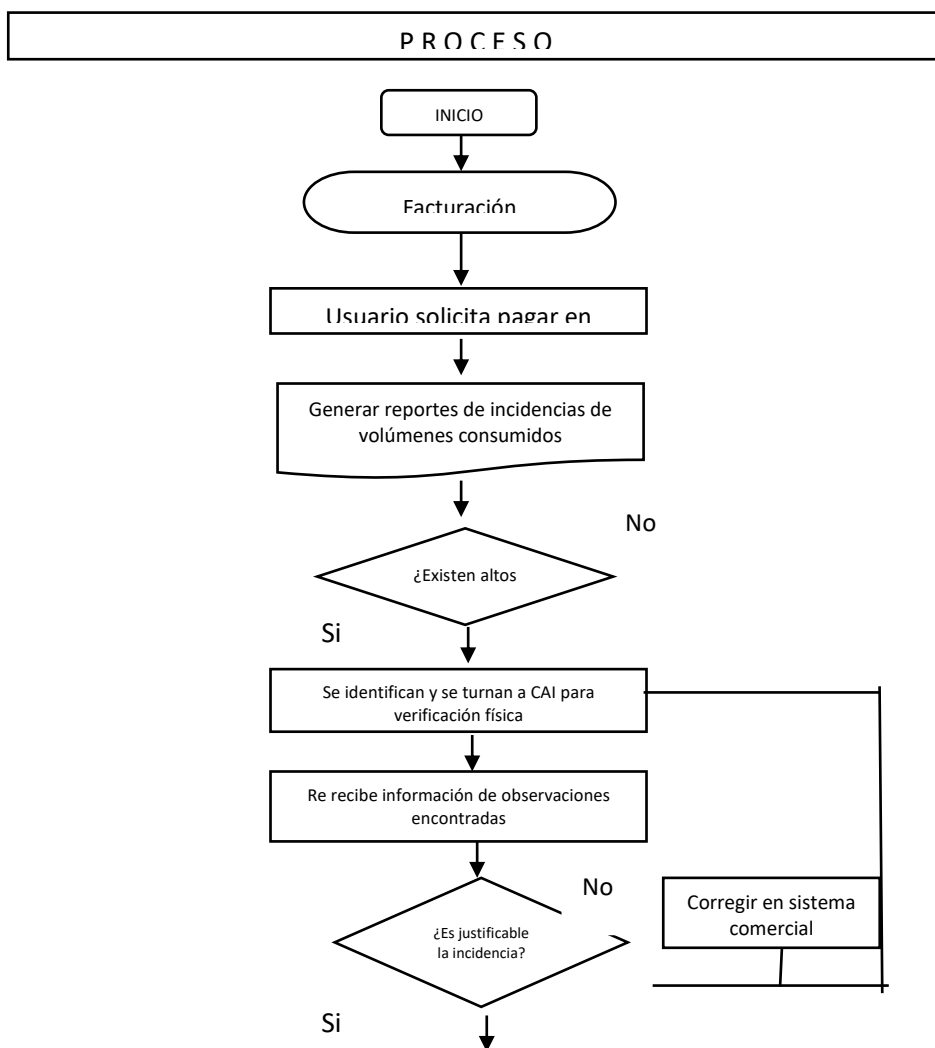 PROCESO
INICIO
Facturación
Usuario solicita pagar en
Generar reportes de incidencias de
volúmenes consumidos
No
¿Existen altos
Si
Se identifican y se turnan a CAI para
verificación física
Re recibe información de observaciones
encontradas
No
Corregir en sistema
comercial
¿Es justificable
la incidencia?
Si